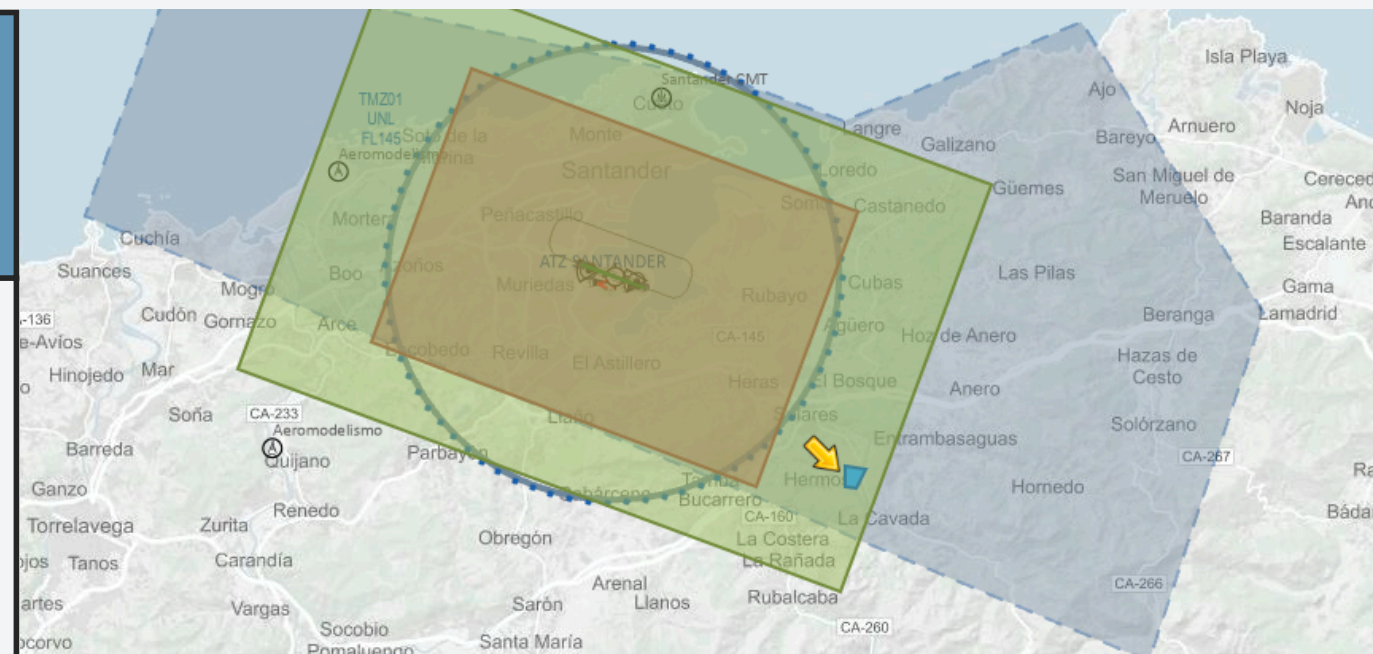 Isla Playa
Santander CMT
Cueto
Ajo
TMZ01
UNL
FL145
Noja
Langre
Arnuero
Soto de la
Marina
Monte
Bareyo
Galizano
Aeromodelismo
Santander
Loredo
San Miguel de
Meruelo
Cereced
Güemes
Peñacastillo
Somo
Castanedo
Mortera
Baranda
Cuchía
Escalante
Azoños
ATZ SANTANDER
Suances
Boo
Muriedas
Las Pilas
Cubas
Gama
Mogro
Rubayo
Cudón
Gornazo
Arce
Agüero
Beranga
Lamadrid
-136
e-Avíos
CA-145
Hoz de Anero
Escobedo
Revilla
El Astillero
Hazas de
Cesto
Hinojedo
Mar
Heras
El Bosque
Anero
Soña
CA-233
Liaño
Solares
Aeromodelismo
Entrambasaguas
Solórzano
Barreda
Quijano
Parbayón
CA-267
Ganzo
Hermosa
Hornedo
Bucarrero
Renedo
CA-160
La Cavada
Báda
Torrelavega
Zurita
Obregón
La Costera
La Rañada
Tanos
Carandía
Arenal
CA-266
Vargas
Sarón
Llanos
Rubalcaba
Socobio
Pomaluengo
CA-260
Santa María